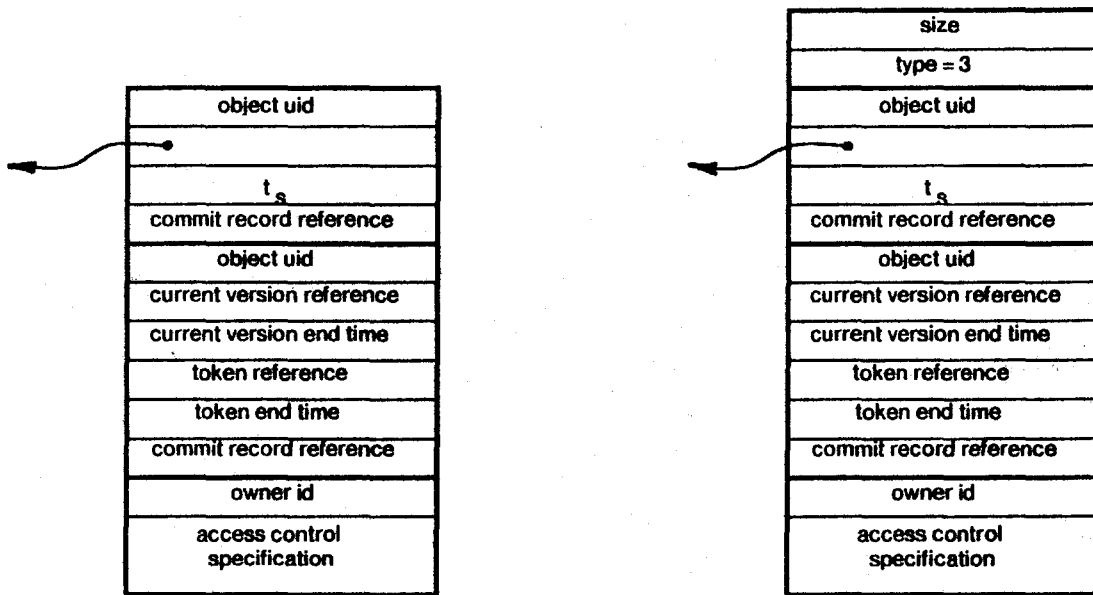 object uid
t s
commit record reference
object uid
current version reference
current version end time
token reference
token end time
commit record reference
owner id
access control
specification
size
type = 3
object uid
t s
commit record reference
object uid
current version reference
current version end time
token reference
token end time
commit record reference
owner id
access control
specification